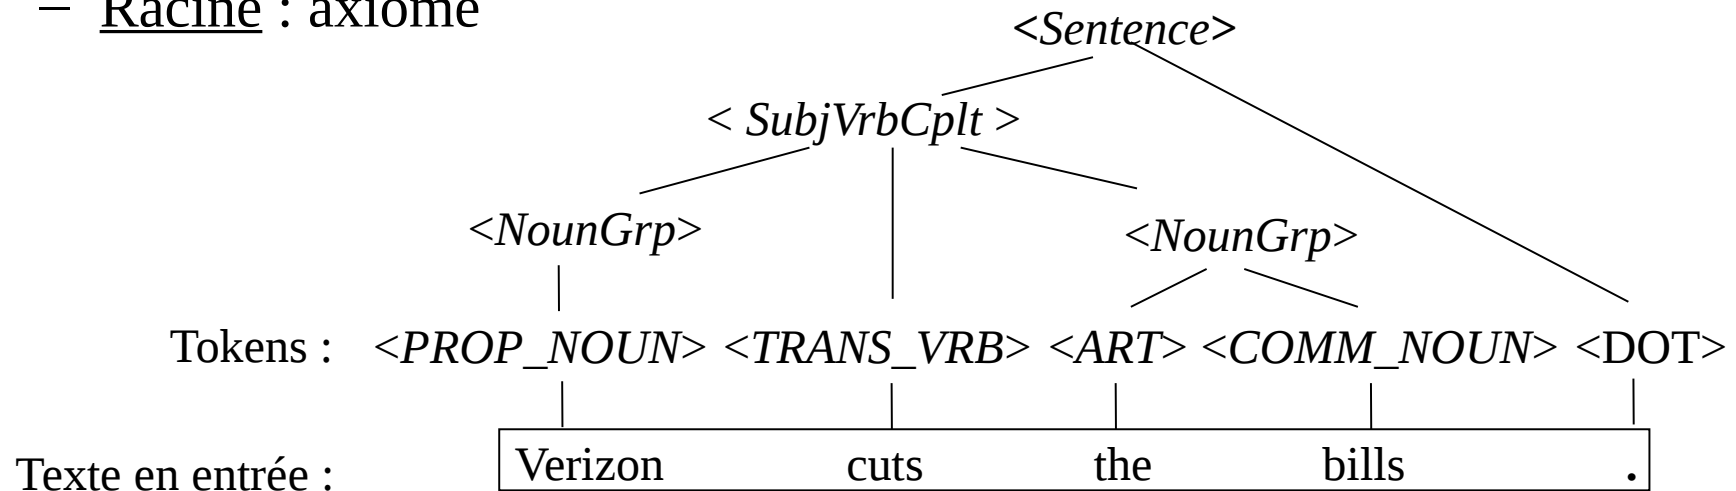 – Racine : axiome
<Sentence>
< SubjVrbCplt >
<NounGrp> <NounGrp>
Tokens : <PROP_NOUN> <TRANS_VRB> <ART> <COMM_NOUN> <DOT>
Texte en entrée : Verizon cuts the bills .